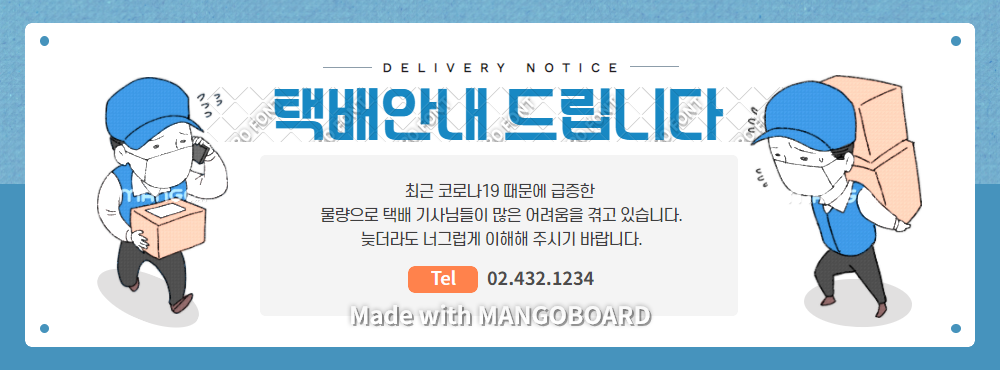 DELIVERY NOTICE
택배안내 드립니다
최근 코로나19 때문에 급증한
물량으로 택배 기사님들이 많은 어려움을 겪고 있습니다.
늦더라도 너그럽게 이해해 주시기 바랍니다.
Tel 02.432.1234
Made with MANGOBOARD